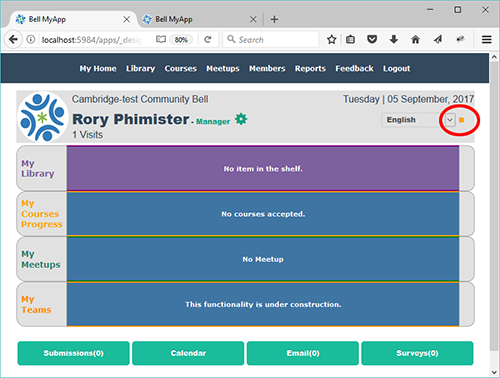 Bell MyApp
Bell MyApp
localhost:5984/apps/_desig
80%
Search
My Home Library Courses Meetups Members Reports Feedback Logout
Cambridge-test Community Bell
Tuesday | 05 September, 2017
Rory Phimister - Manager
English
1 Visits
My Library
No item in the shelf.
My Courses Progress
No courses accepted.
My Meetups
No Meetup
My Teams
This functionality is under construction.
Submissions(0) Calendar Email(0) Surveys(0)